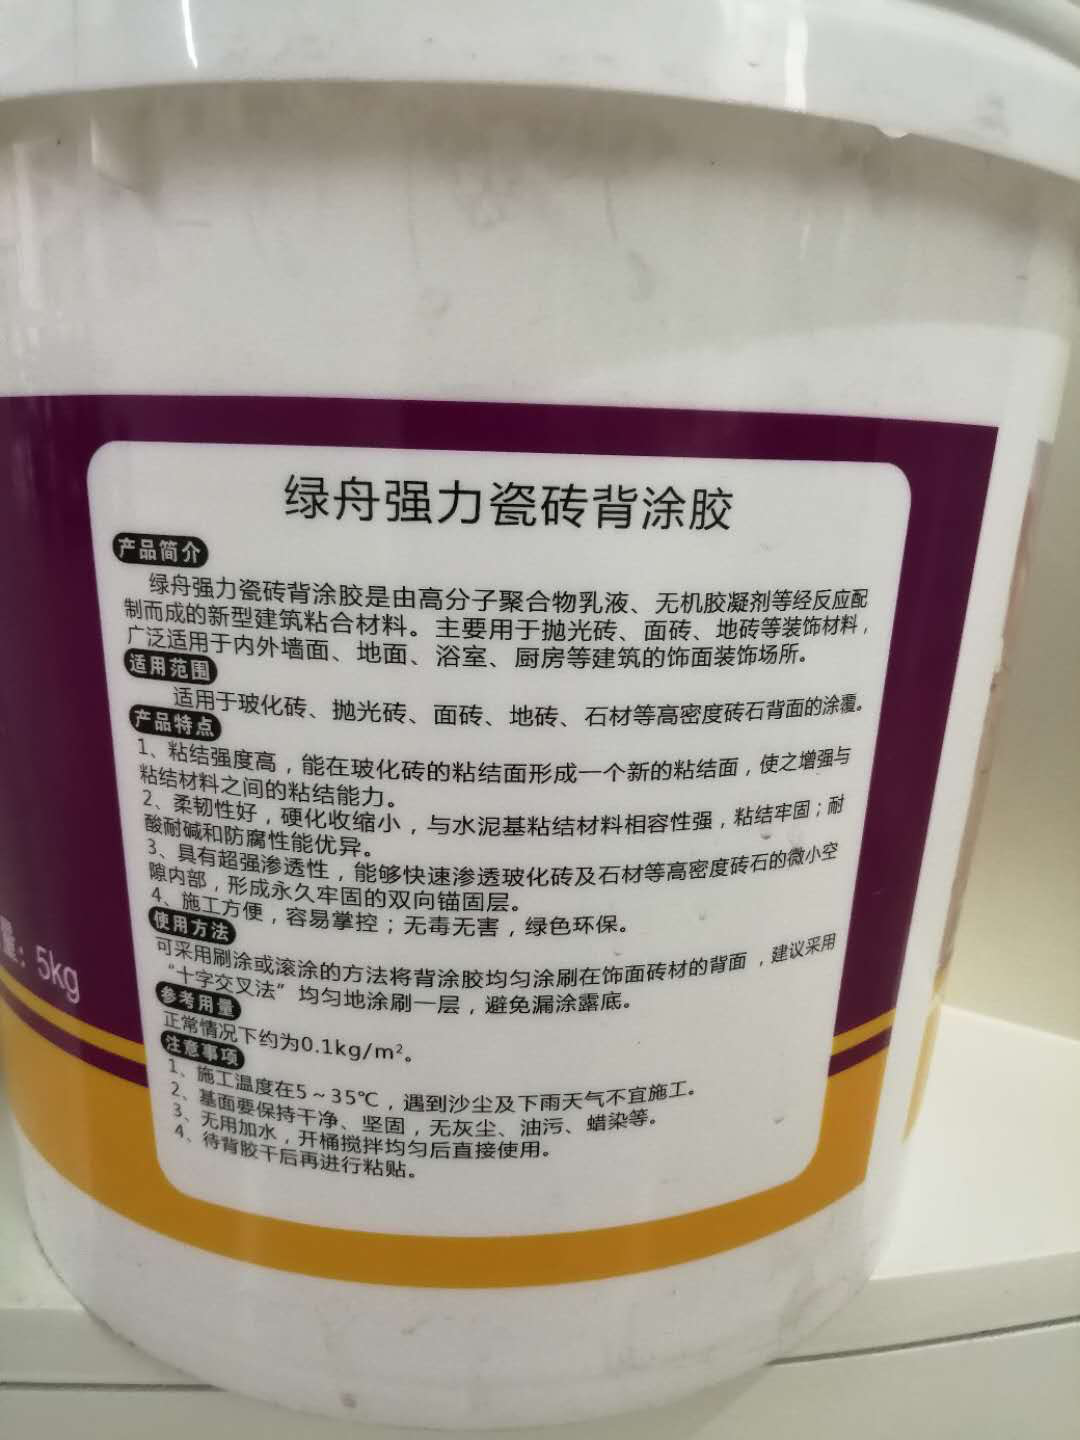 绿舟强力瓷砖背涂胶
产品简介
绿舟强力瓷砖背涂胶是由高分子聚合物乳液、无机胶凝剂等经反应配
制而成的新型建筑粘合材料。主要用于抛光砖、面砖、地砖等装饰材料，
广泛适用于内外墙面、地面、浴室、厨房等建筑的饰面装饰场所。
适用范围
适用于玻化砖、抛光砖、面砖、地砖、石材等高密度砖石背面的涂覆。
产品特点
1、粘结强度高，能在玻化砖的粘结面形成一个新的粘结面，使之增强与
粘结材料之间的粘结能力。
2、柔韧性好，硬化收缩小，与水泥基粘结材料相容性强，粘结牢固；耐
酸耐碱和防腐性能优异。
3、具有超强渗透性，能够快速渗透玻化砖及石材等高密度砖石的微小空
隙内部，形成永久牢固的双向锚固层。
4、施工方便，容易掌控；无毒无害，绿色环保。
使用方法
可采用刷涂或滚涂的方法将背涂胶均匀涂刷在饰面砖材的背面，建议采用
“十字交叉法”均匀地涂刷一层，避免漏涂露底。
参考用量
正常情况下约为0.1kg/m²。
注意事项
1、施工温度在5～35℃，遇到沙尘及下雨天气不宜施工。
2、基面要保持干净、坚固，无灰尘、油污、蜡染等。
3、无用加水，开桶搅拌均匀后直接使用。
4、待背胶干后再进行粘贴。
量：5kg